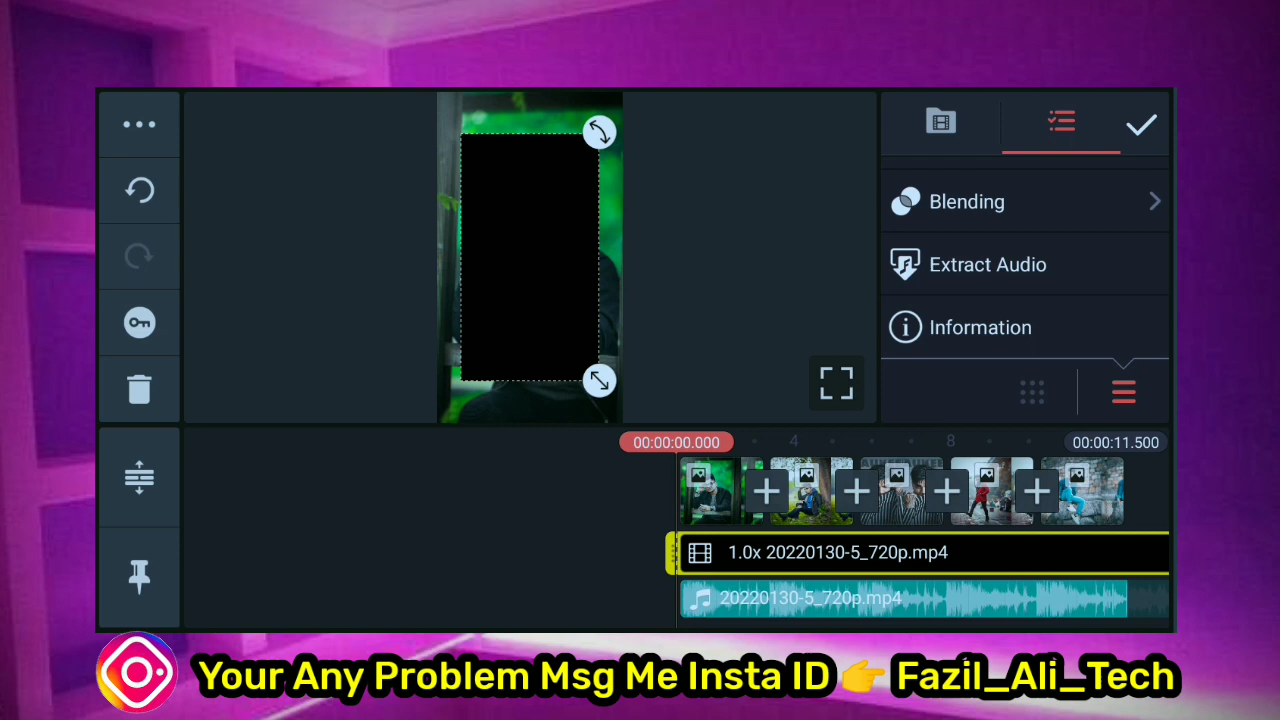 Blending
Extract Audio
Information
00:00:00.000
4
8
00:00:11.500
1.0x 20220130-5_720p.mp4
20220130-5_720p.mp4
Your Any Problem Msg Me Insta ID 👉 Fazil_Ali_Tech